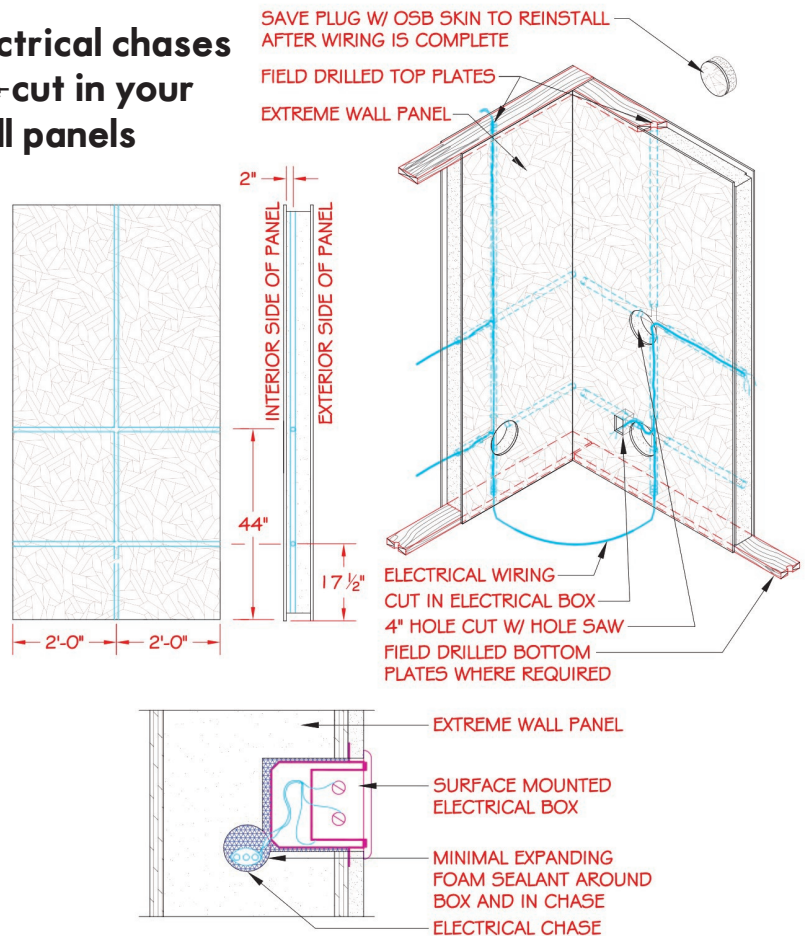 ctrical chases
-cut in your
ll panels
SAVE PLUG W/ OSB SKIN TO REINSTALL
AFTER WIRING IS COMPLETE
FIELD DRILLED TOP PLATES
EXTREME WALL PANEL
2"
INTERIOR SIDE OF PANEL
EXTERIOR SIDE OF PANEL
44"
17 ½"
2'-0"
2'-0"
ELECTRICAL WIRING
CUT IN ELECTRICAL BOX
4" HOLE CUT W/ HOLE SAW
FIELD DRILLED BOTTOM
PLATES WHERE REQUIRED
EXTREME WALL PANEL
SURFACE MOUNTED
ELECTRICAL BOX
MINIMAL EXPANDING
FOAM SEALANT AROUND
BOX AND IN CHASE
ELECTRICAL CHASE